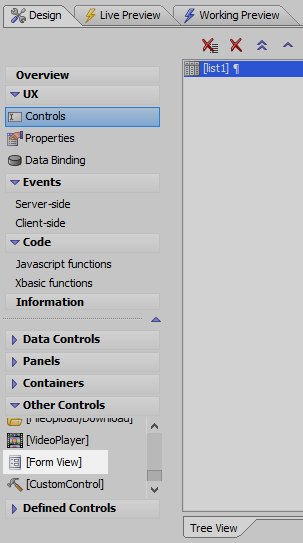 Design Live Preview Working Preview
Overview
UX
Controls
Properties
Data Binding
Events
Server-side
Client-side
Code
Javascript functions
Xbasic functions
Information
Data Controls
Panels
Containers
Other Controls
[FileUpload/Download]
[VideoPlayer]
[Form View]
[CustomControl]
Defined Controls
[list1] ¶
Tree View